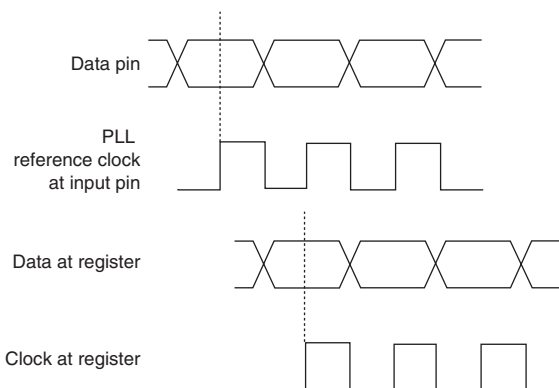 Data pin
PLL
reference clock
at input pin
Data at register
Clock at register